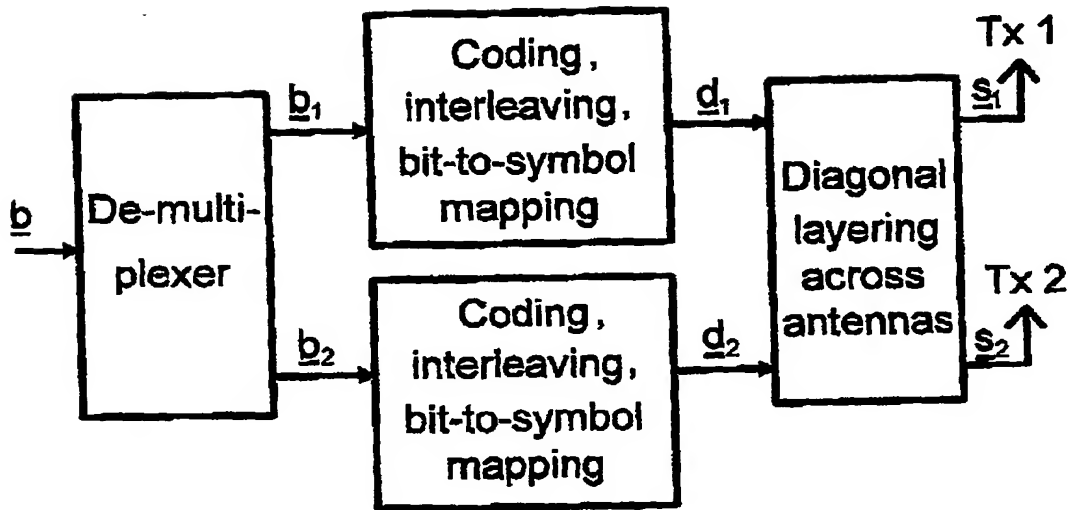 b
De-multi-
plexer
b₁
Coding,
interleaving,
bit-to-symbol
mapping
d₁
b₂
Coding,
interleaving,
bit-to-symbol
mapping
d₂
Diagonal
layering
across
antennas
s₁
Tx 1
s₂
Tx 2